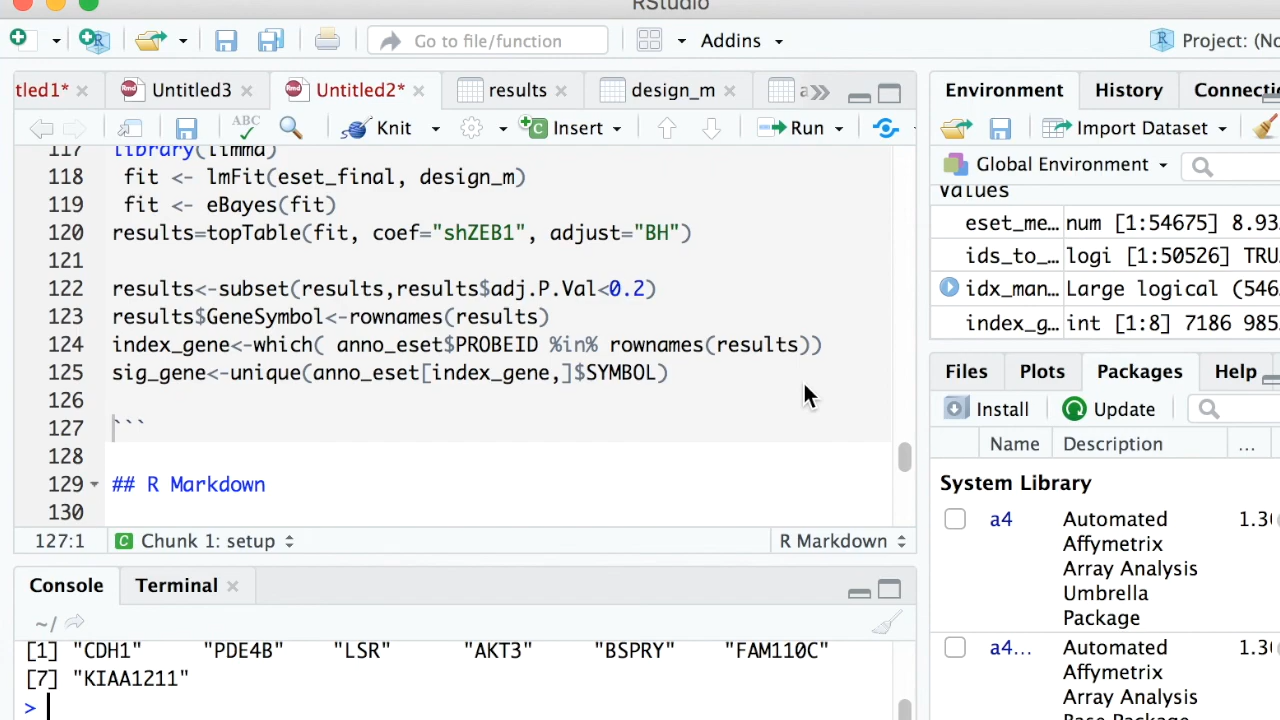 RStudio
Go to file/function
Addins
Project: (No
tled1*
Untitled3
Untitled2*
results
design_m
a
Environment
History
Connecti
ABC
Knit
Insert
Run
Import Dataset
Global Environment
117 library(limma)
118 fit <- lmFit(eset_final, design_m)
119 fit <- eBayes(fit)
120 results=topTable(fit, coef="shZEB1", adjust="BH")
121
122 results<-subset(results,results$adj.P.Val<0.2)
123 results$GeneSymbol<-rownames(results)
124 index_gene<-which( anno_eset$PROBEID %in% rownames(results))
125 sig_gene<-unique(anno_eset[index_gene,]$SYMBOL)
126
127 ```
128
129 ## R Markdown
130
127:1 Chunk 1: setup R Markdown
Values
eset_me… num [1:54675] 8.93
ids_to_… logi [1:50526] TRU
idx_man… Large logical (546
index_g… int [1:8] 7186 985
Files
Plots
Packages
Help
Install
Update
Name Description …
System Library
a4 Automated 1.3
Affymetrix
Array Analysis
Umbrella
Package
a4… Automated 1.3
Affymetrix
Array Analysis
Base Package
Console
Terminal
~/
[1] "CDH1" "PDE4B" "LSR" "AKT3" "BSPRY" "FAM110C"
[7] "KIAA1211"
>